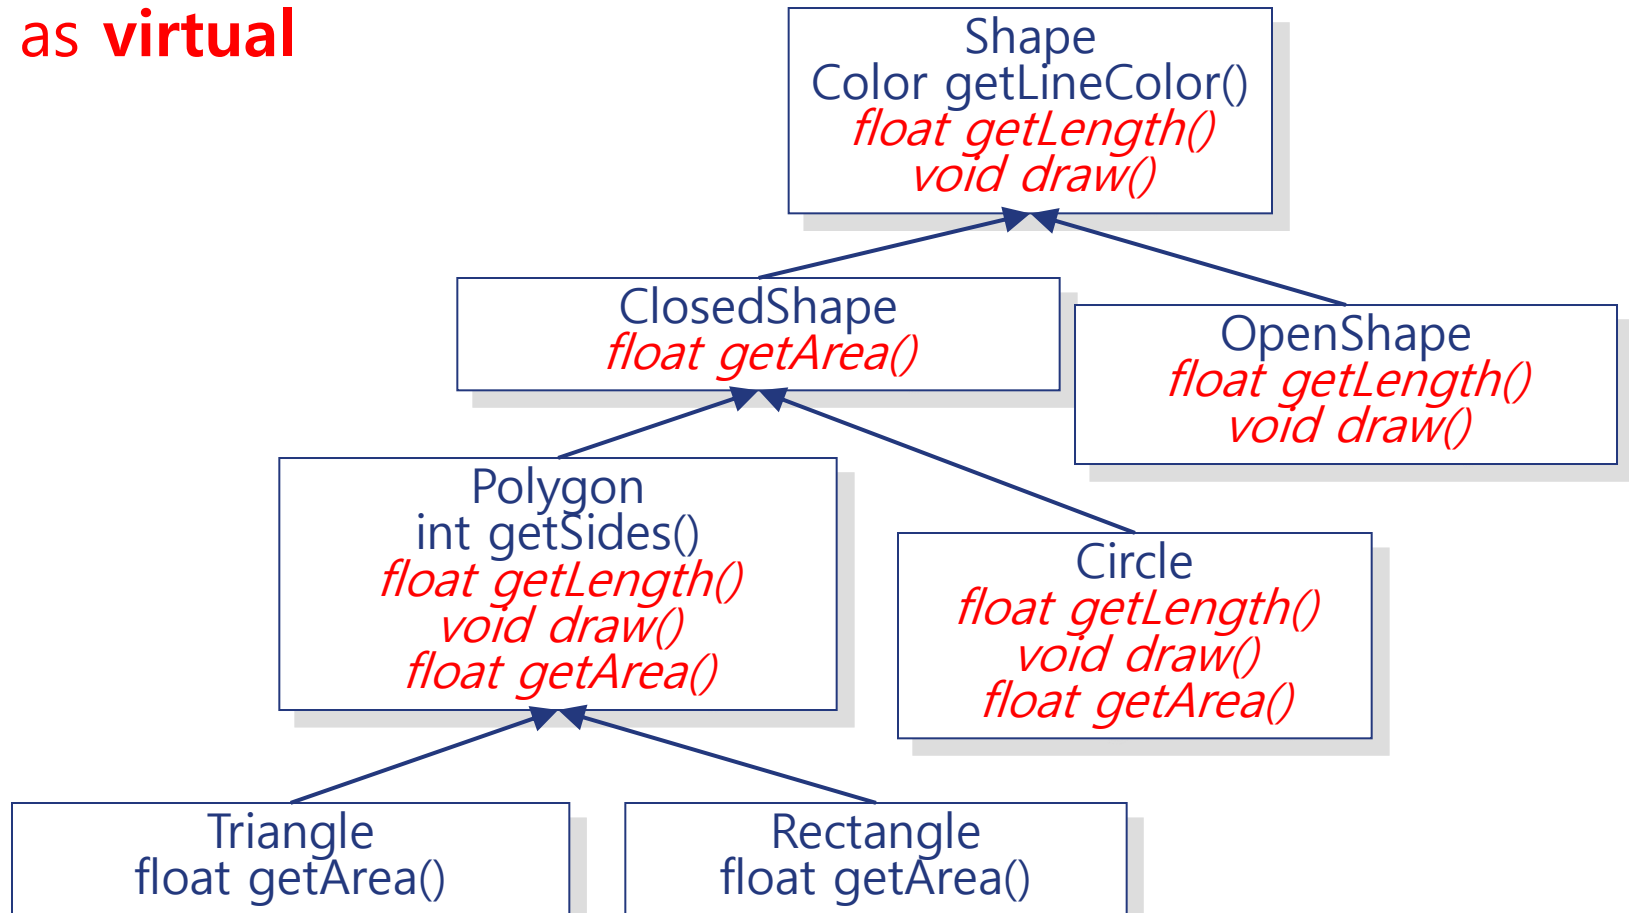 as virtual
Shape
Color getLineColor()
float getLength()
void draw()
ClosedShape
float getArea()
OpenShape
float getLength()
void draw()
Polygon
int getSides()
float getLength()
void draw()
float getArea()
Circle
float getLength()
void draw()
float getArea()
Triangle
float getArea()
Rectangle
float getArea()